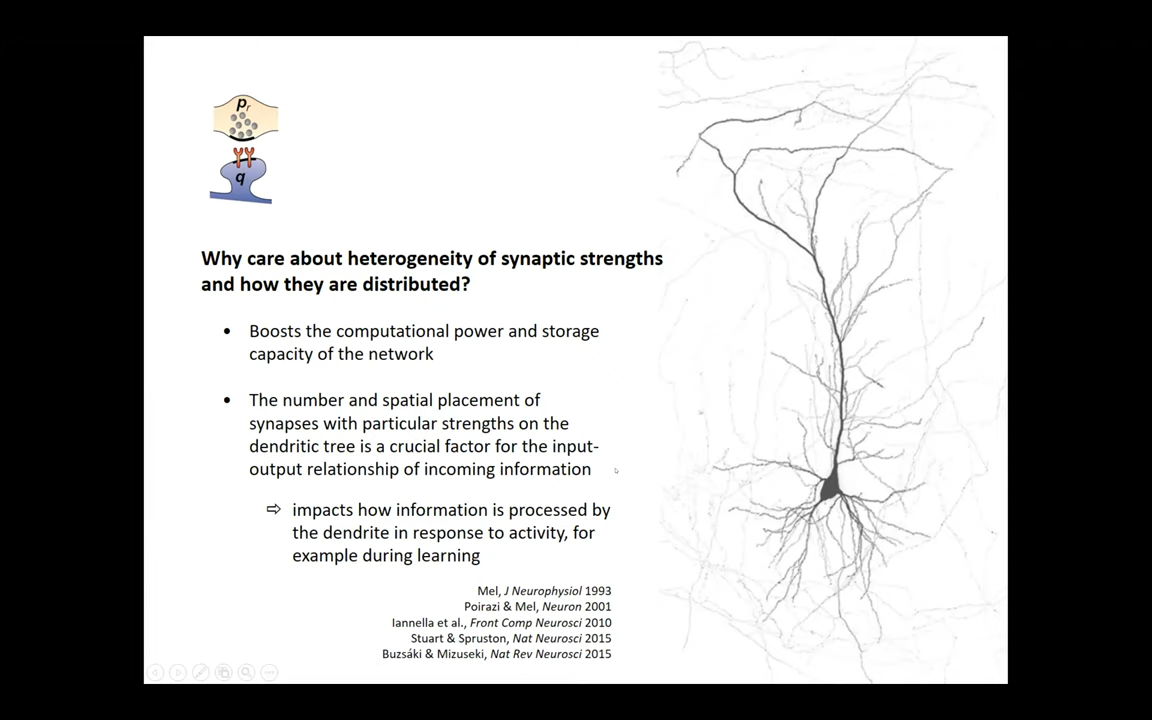 pr
q
Why care about heterogeneity of synaptic strengths
and how they are distributed?
• Boosts the computational power and storage
capacity of the network
• The number and spatial placement of
synapses with particular strengths on the
dendritic tree is a crucial factor for the input-
output relationship of incoming information
⇨ impacts how information is processed by
the dendrite in response to activity, for
example during learning
Mel, J Neurophysiol 1993
Poirazi & Mel, Neuron 2001
Iannella et al., Front Comp Neurosci 2010
Stuart & Spruston, Nat Neurosci 2015
Buzsáki & Mizuseki, Nat Rev Neurosci 2015